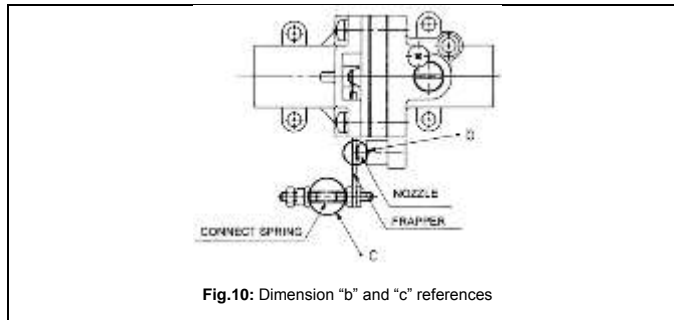 b
NOZZLE
FRAPPER
CONNECT SPRING
C
Fig.10: Dimension “b” and “c” references